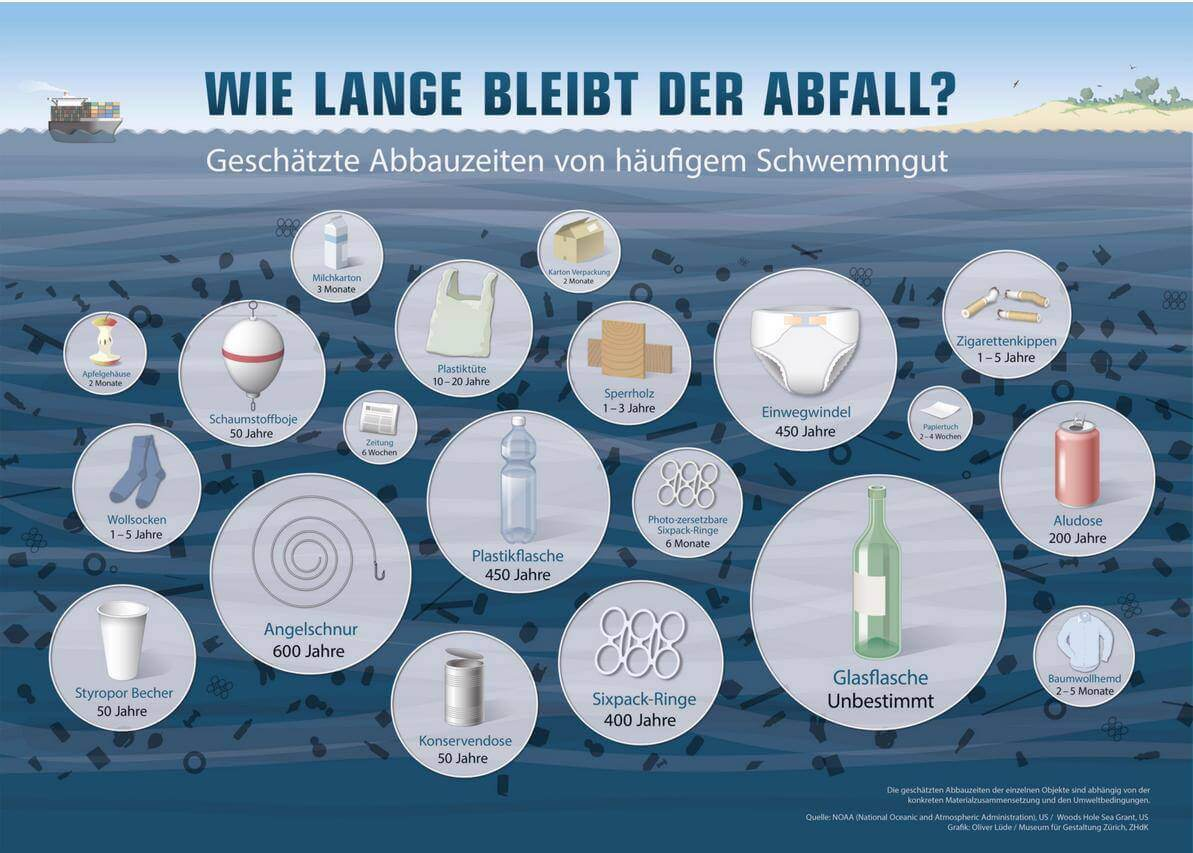 WIE LANGE BLEIBT DER ABFALL?
Geschätzte Abbauzeiten von häufigem Schwemmgut
Milchkarton
3 Monate
Karton Verpackung
2 Monate
Apfelgehäuse
2 Monate
Schaumstoffboje
50 Jahre
Plastiktüte
10–20 Jahre
Sperrholz
1–3 Jahre
Einwegwindel
450 Jahre
Zigarettenkippen
1–5 Jahre
Zeitung
6 Wochen
Papiertuch
2–4 Wochen
Wollsocken
1–5 Jahre
Angelschnur
600 Jahre
Plastikflasche
450 Jahre
Photo-zersetzbare
Sixpack-Ringe
6 Monate
Glasflasche
Unbestimmt
Aludose
200 Jahre
Styropor Becher
50 Jahre
Konservendose
50 Jahre
Sixpack-Ringe
400 Jahre
Baumwollhemd
2–5 Monate
Die geschätzten Abbauzeiten der einzelnen Objekte sind abhängig von der
konkreten Materialzusammensetzung und den Umweltbedingungen.
Quelle: NOAA (National Oceanic and Atmospheric Administration), US / Woods Hole Sea Grant, US
Grafik: Oliver Lüde / Museum für Gestaltung Zürich, ZHdK